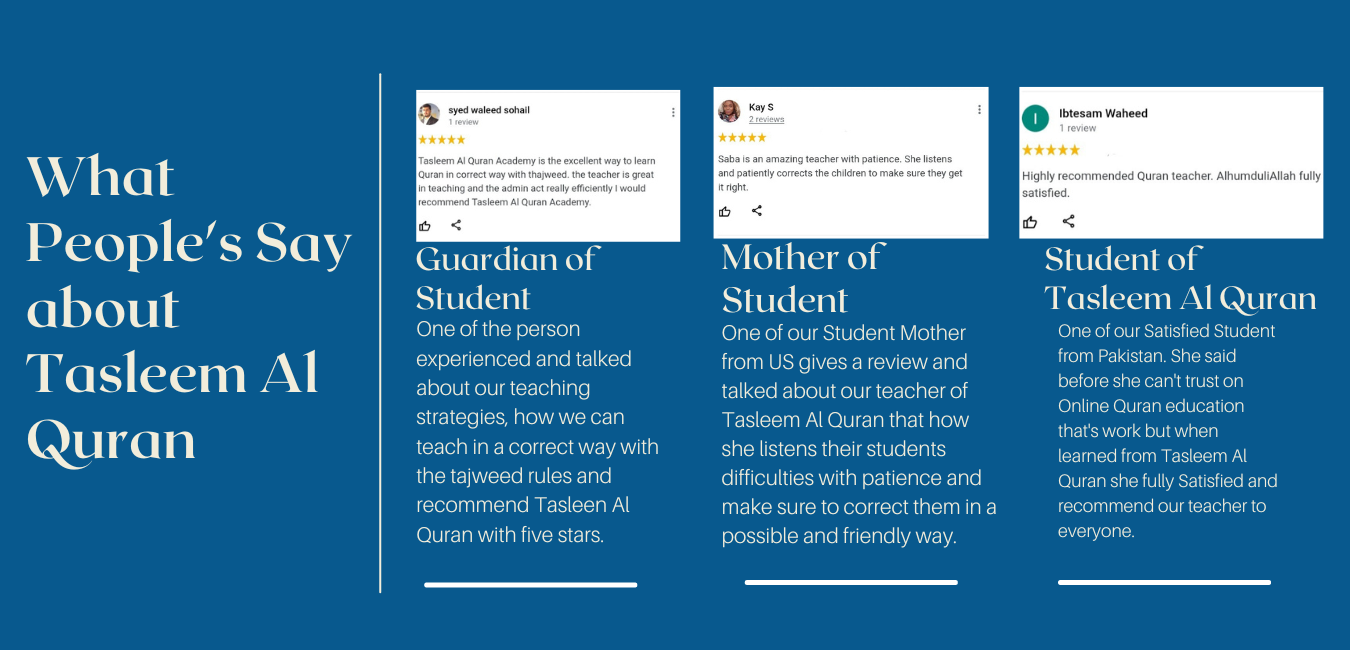 What
People's Say
about
Tasleem Al
Quran
syed waleed sohail
1 review
Tasleem Al Quran Academy is the excellent way to learn
Quran in correct way with thajweed. the teacher is great
in teaching and the admin act really efficiently I would
recommend Tasleem Al Quran Academy.
Guardian of
Student
One of the person
experienced and talked
about our teaching
strategies, how we can
teach in a correct way with
the tajweed rules and
recommend Tasleen Al
Quran with five stars.
Kay S
2 reviews
Saba is an amazing teacher with patience. She listens
and patiently corrects the children to make sure they get
it right.
Mother of
Student
One of our Student Mother
from US gives a review and
talked about our teacher of
Tasleem Al Quran that how
she listens their students
difficulties with patience and
make sure to correct them in a
possible and friendly way.
I
Ibtesam Waheed
1 review
Highly recommended Quran teacher. AlhumduliAllah fully
satisfied.
Student of
Tasleem Al Quran
One of our Satisfied Student
from Pakistan. She said
before she can't trust on
Online Quran education
that's work but when
learned from Tasleem Al
Quran she fully Satisfied and
recommend our teacher to
everyone.